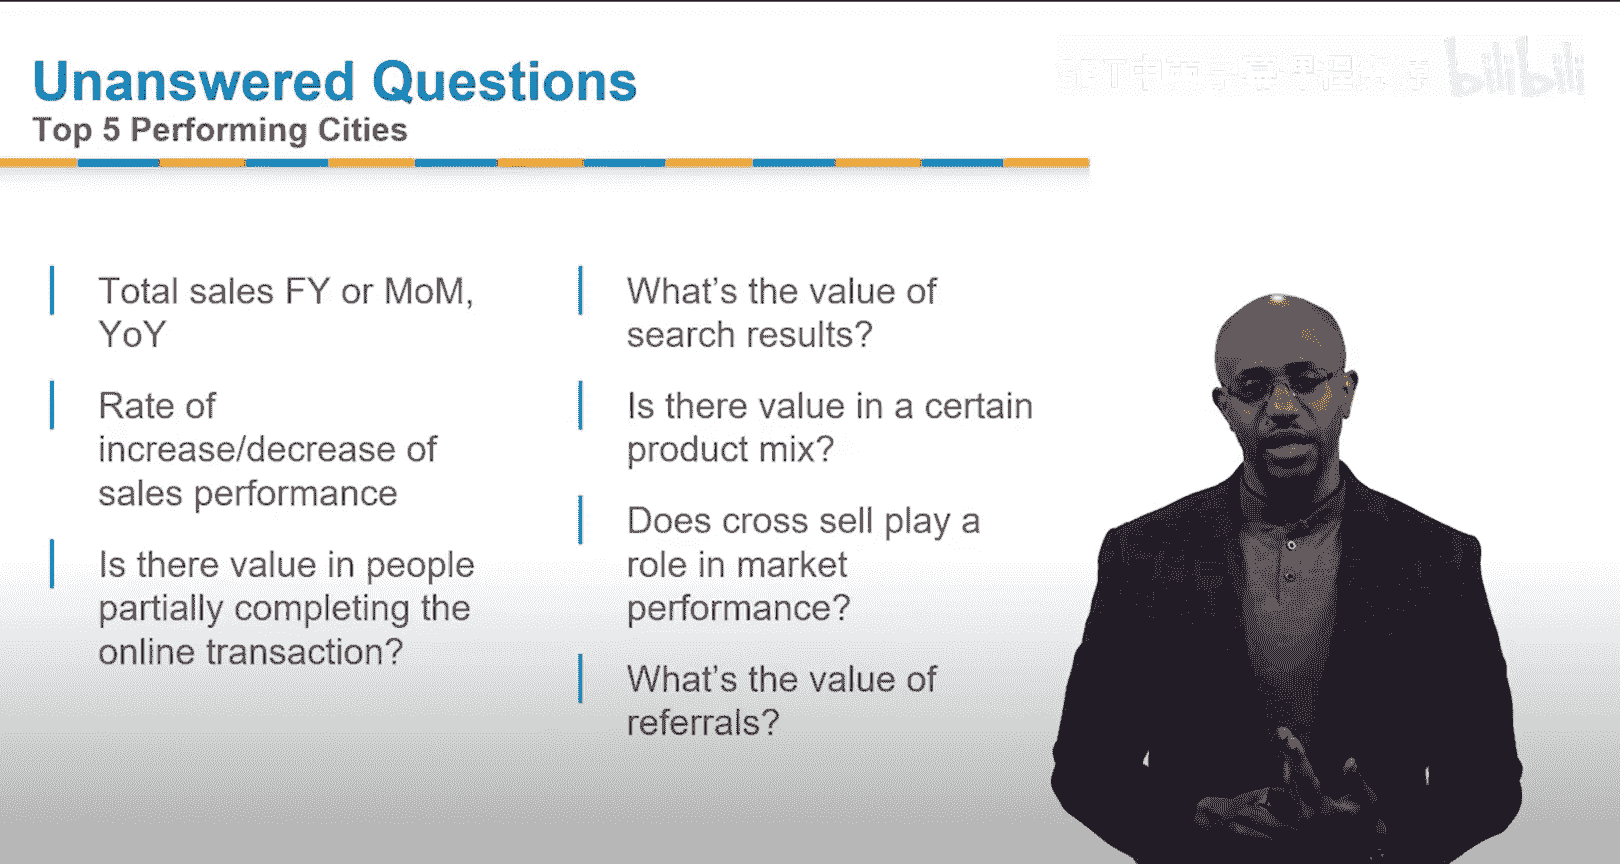 Unanswered Questions
Top 5 Performing Cities
Total sales FY or MoM,
YoY
Rate of
increase/decrease of
sales performance
Is there value in people
partially completing the
online transaction?
What’s the value of
search results?
Is there value in a certain
product mix?
Does cross sell play a
role in market
performance?
What’s the value of
referrals?
bilibili